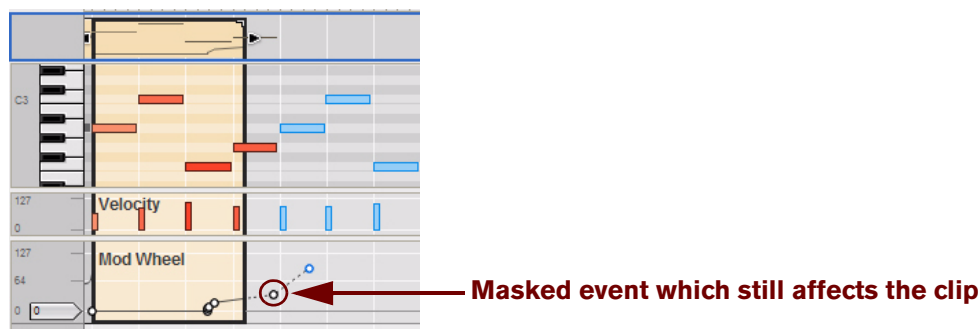 C3
127
Velocity
0
127
Mod Wheel
64
0 0
Masked event which still affects the clip